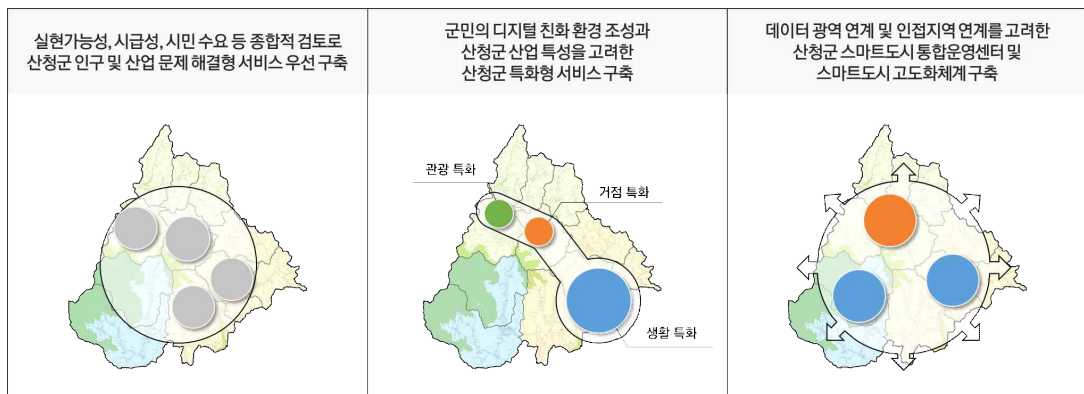 실현가능성, 시급성, 시민 수요 등 종합적 검토로
산청군 인구 및 산업 문제 해결형 서비스 우선 구축
군민의 디지털 친화 환경 조성과
산청군 산업 특성을 고려한
산청군 특화형 서비스 구축
데이터 광역 연계 및 인접지역 연계를 고려한
산청군 스마트도시 통합운영센터 및
스마트도시 고도화체계 구축
관광 특화
거점 특화
생활 특화